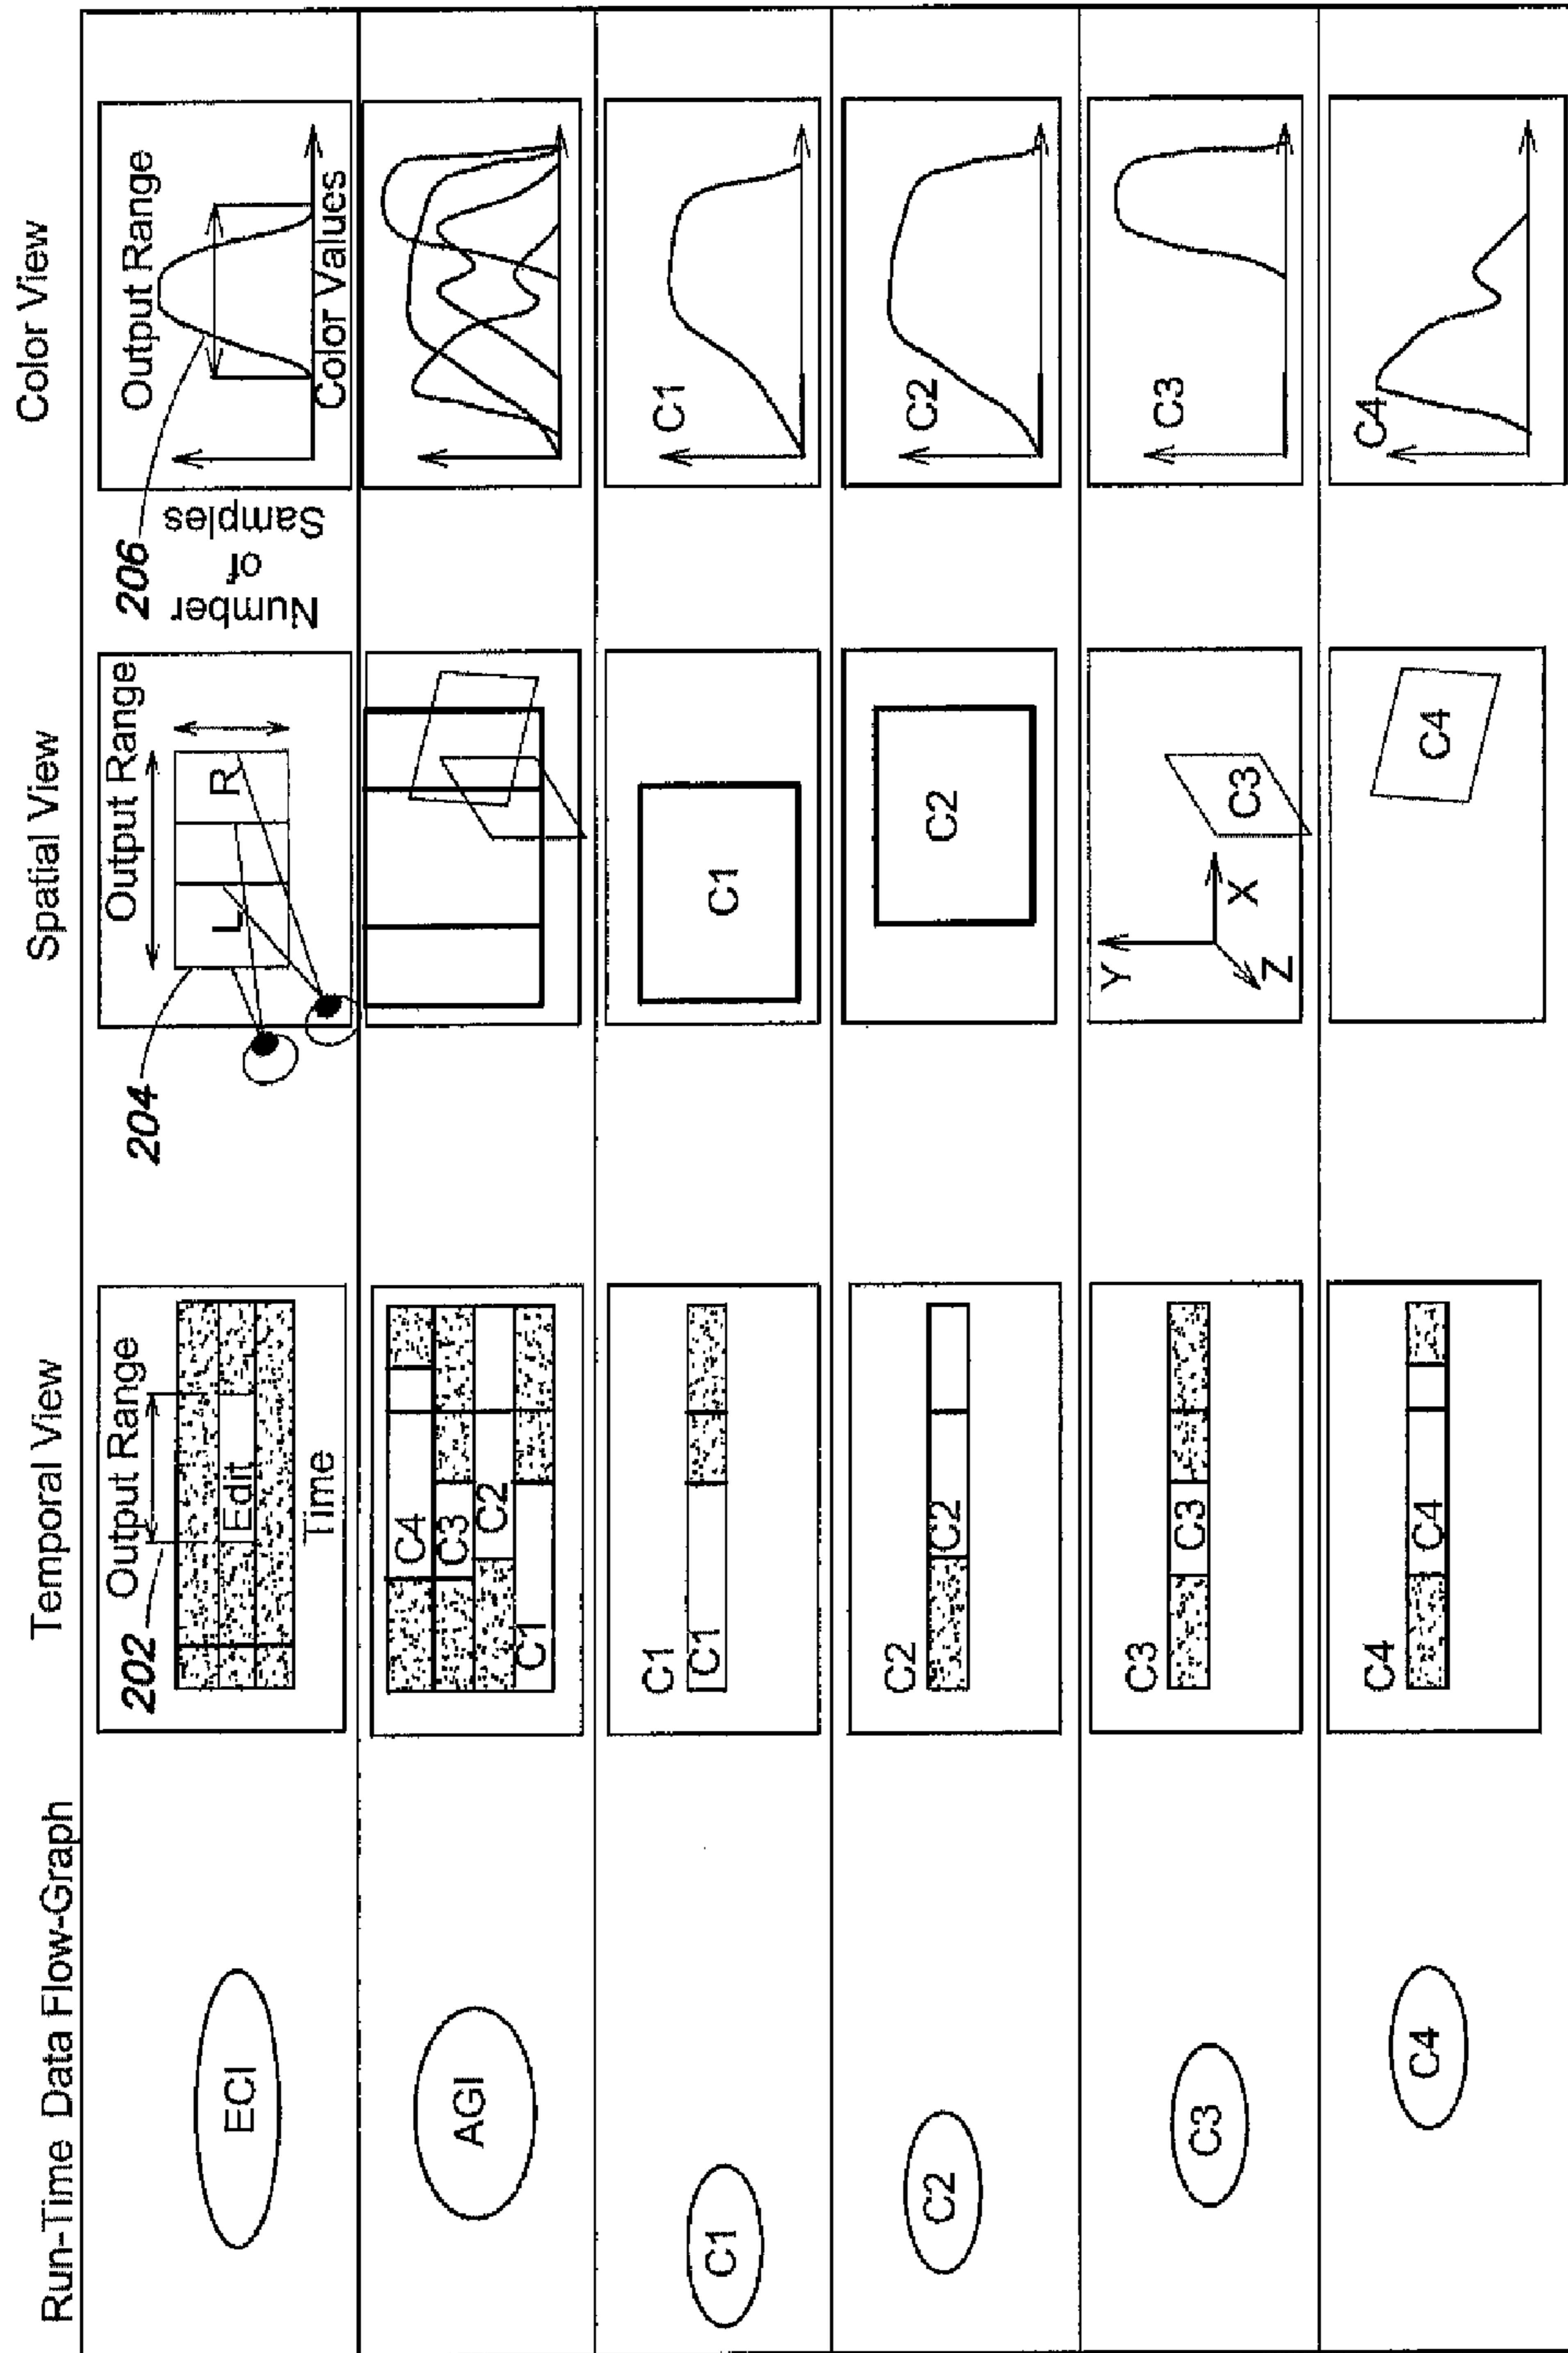 Run-Time Data Flow-Graph
Temporal View
Spatial View
Color View
ECI
202
Output Range
Edit
Time
204
Output Range
L
R
206
Number
of
Samples
Output Range
Color Values
AGI
C4
C3
C2
C1
C1
C1
C1
C1
C1
C2
C2
C2
C2
C2
C3
C3
C3
Y
X
Z
C3
C3
C4
C4
C4
C4
C4